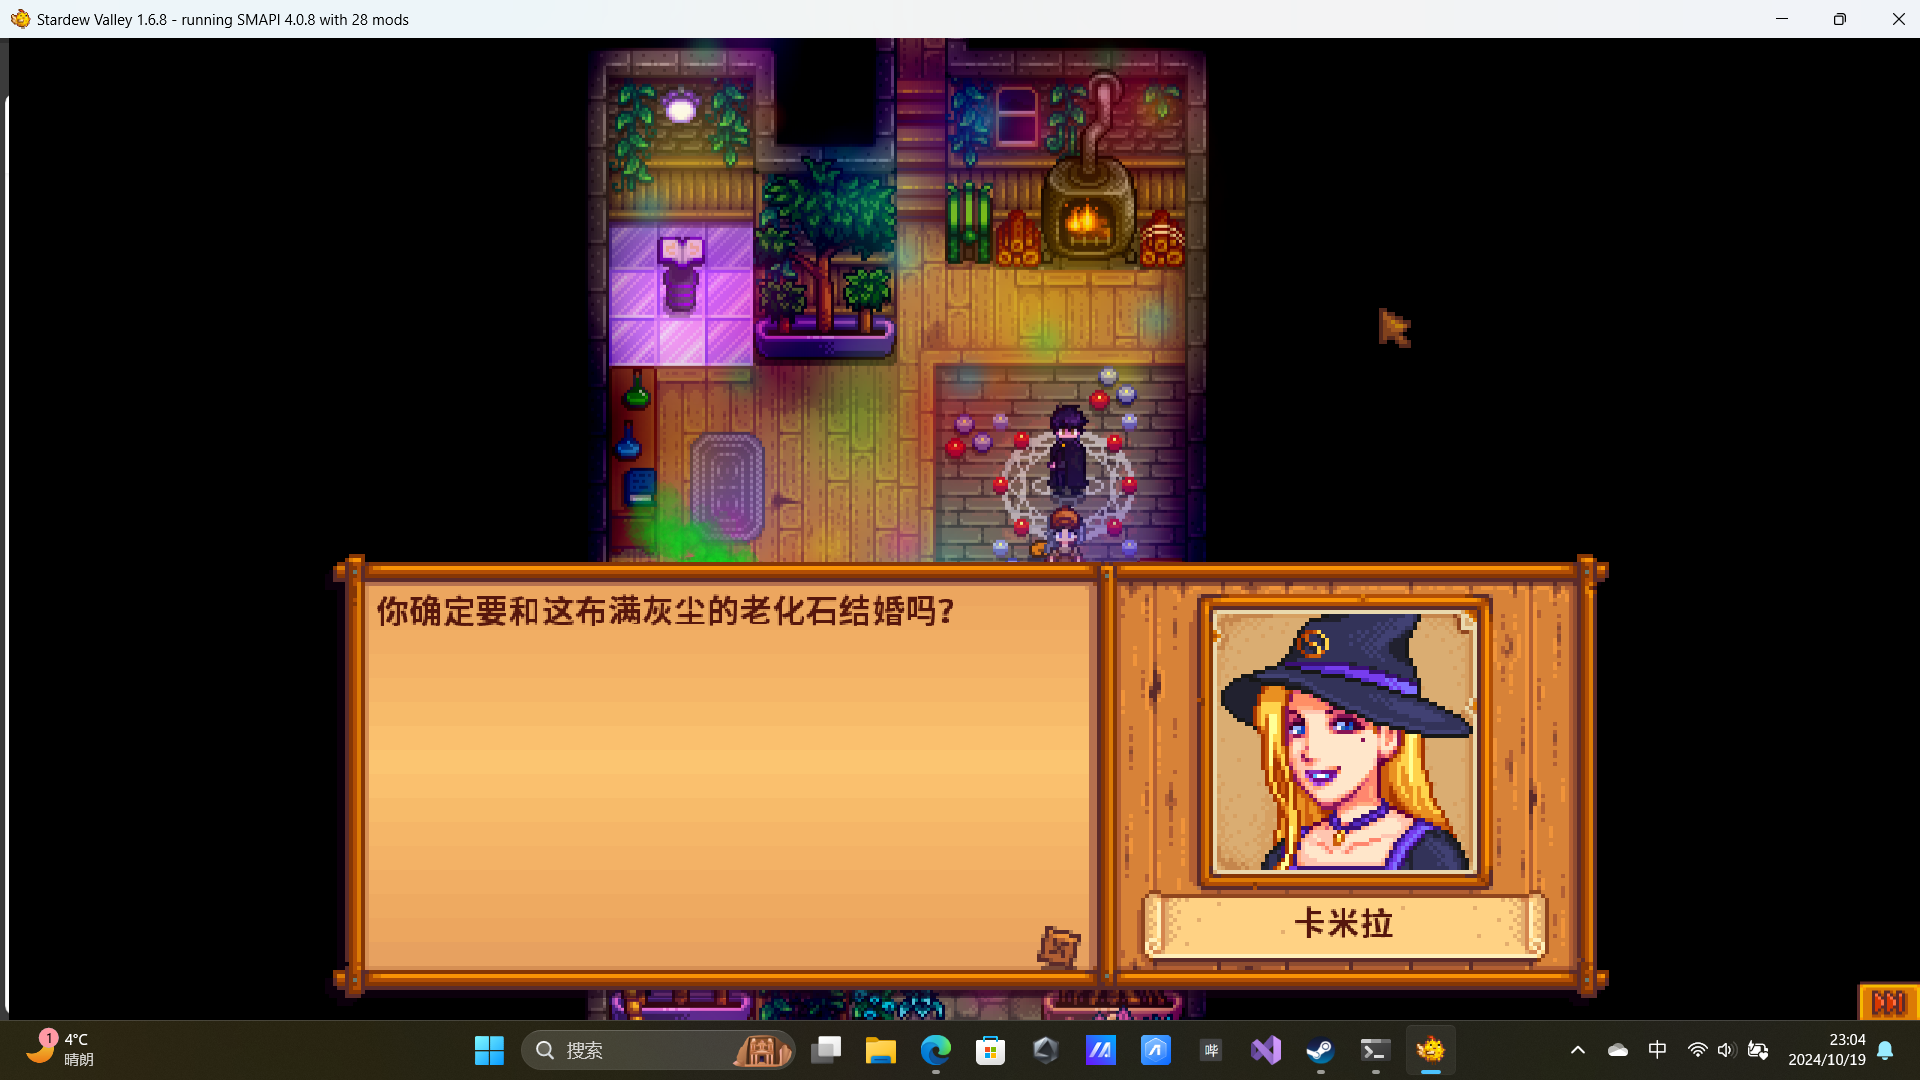 Stardew Valley 1.6.8 - running SMAPI 4.0.8 with 28 mods
你确定要和这布满灰尘的老化石结婚吗?
卡米拉
1
4°C
晴朗
搜索
哔
中
23:04
2024/10/19